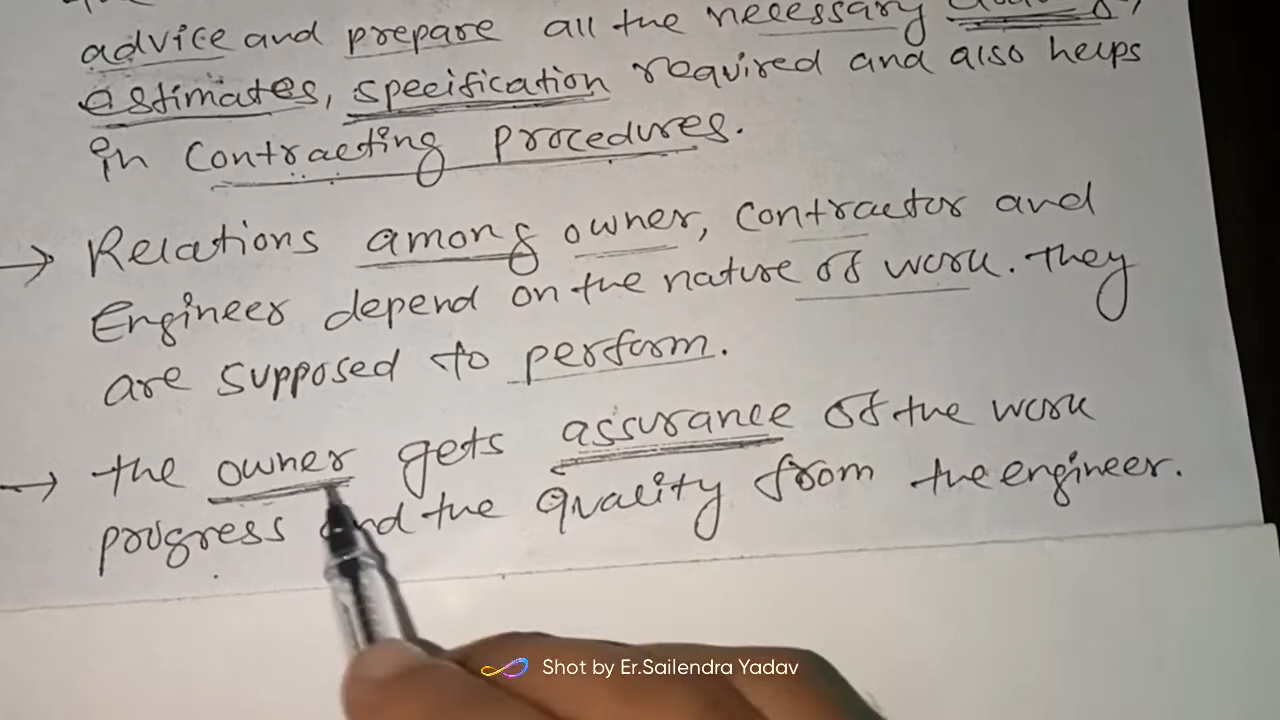 advice and prepare all the necessary
estimates, specification required and also helps
in contracting procedures.
→ Relations among owner, contractor and
Engineer depend on the nature of work. They
are supposed to perform.
→ the owner gets assurance of the work
progress and the quality from the engineer.
Shot by Er.Sailendra Yadav